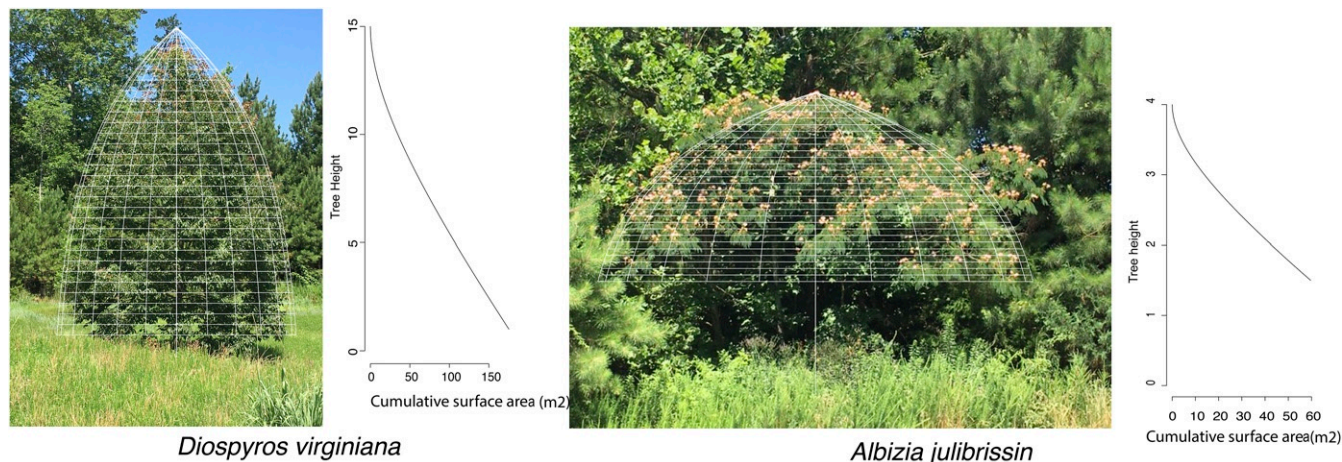 15
10
5
0
Tree Height
0 50 100 150
Cumulative surface area (m2)
Diospyros virginiana
4
3
2
1
0
Tree height
0 10 20 30 40 50 60
Cumulative surface area(m2)
Albizia julibrissin